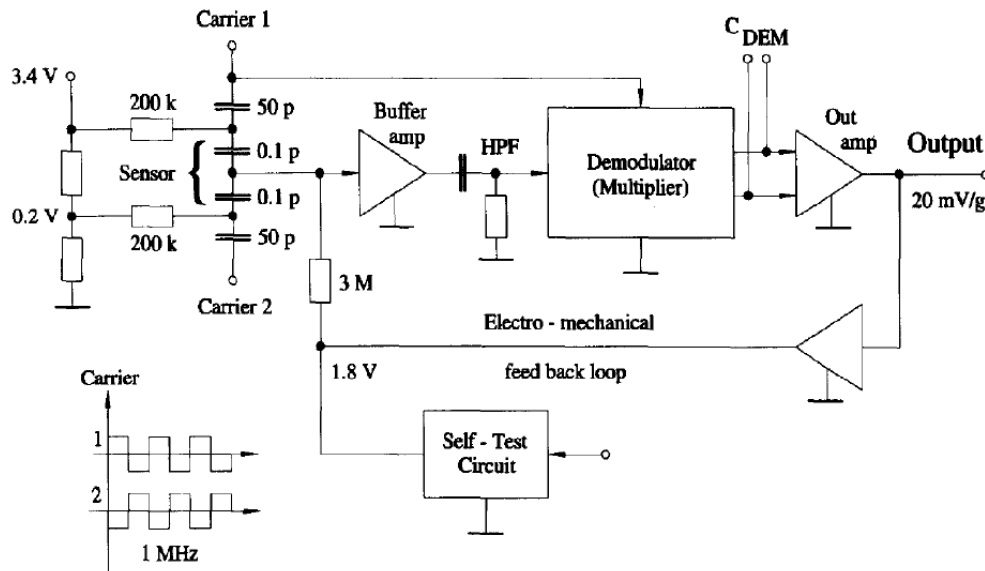 Carrier 1
C
DEM
3.4 V
200 k
50 p
Buffer
amp
Out
amp
HPF
Output
0.1 p
Sensor
Demodulator
(Multiplier)
0.1 p
0.2 V
20 mV/g
200 k
50 p
Carrier 2
3 M
Electro - mechanical
1.8 V
feed back loop
Carrier
1
Self - Test
Circuit
2
1 MHz